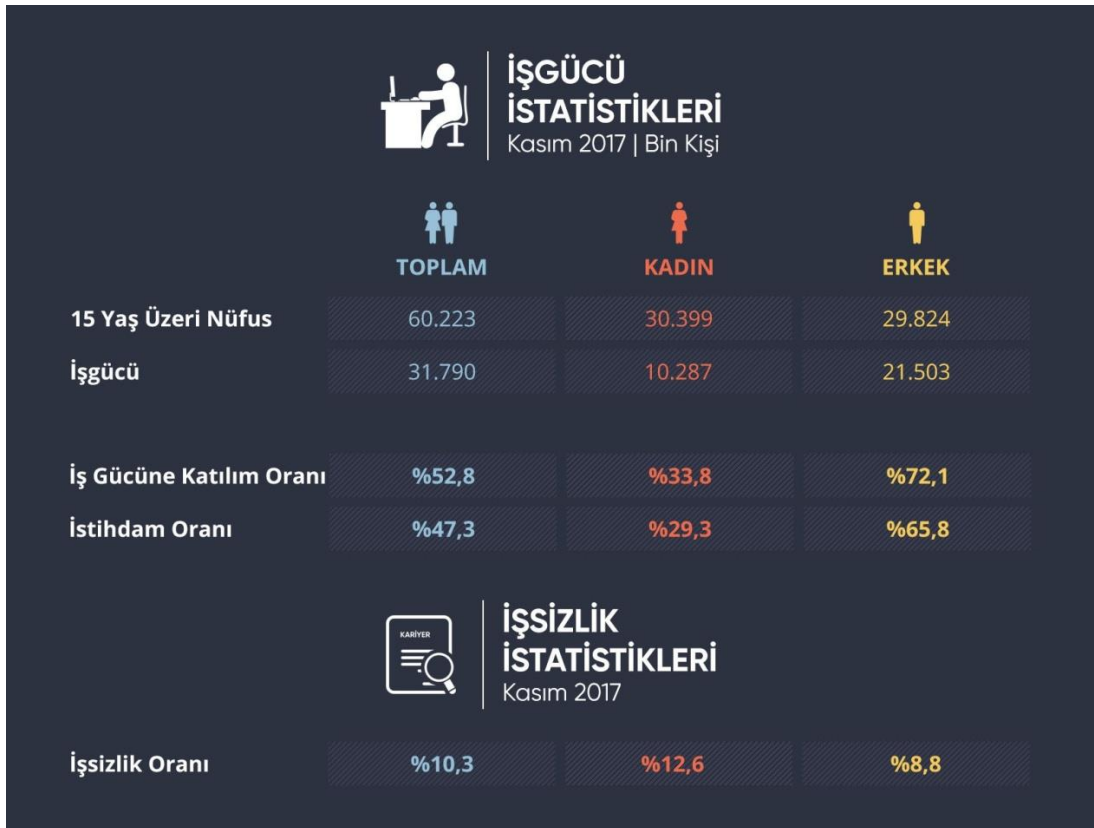 İŞGÜCÜ
İSTATİSTİKLERİ
Kasım 2017 | Bin Kişi
TOPLAM KADIN ERKEK
15 Yaş Üzeri Nüfus 60.223 30.399 29.824
İşgücü 31.790 10.287 21.503
İş Gücüne Katılım Oranı %52,8 %33,8 %72,1
İstihdam Oranı %47,3 %29,3 %65,8
KARİYER
İŞSİZLİK
İSTATİSTİKLERİ
Kasım 2017
İşsizlik Oranı %10,3 %12,6 %8,8